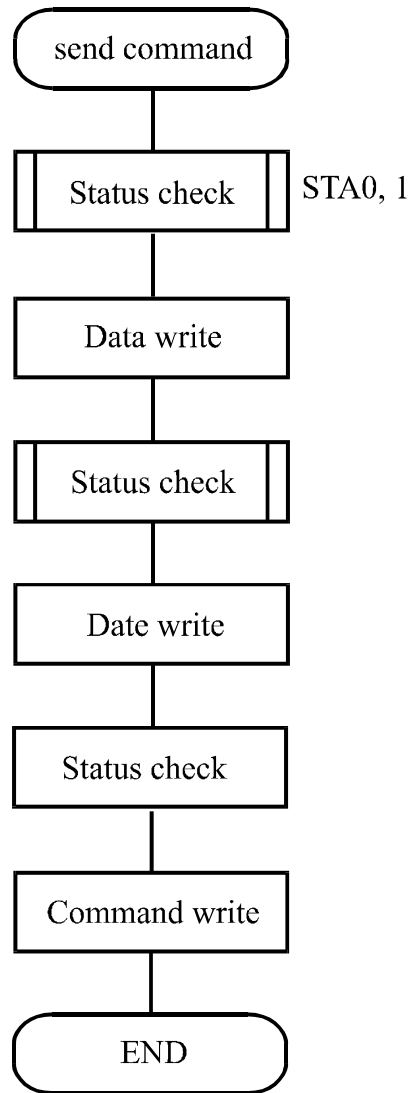 send command
Status check
STA0, 1
Data write
Status check
Date write
Status check
Command write
END